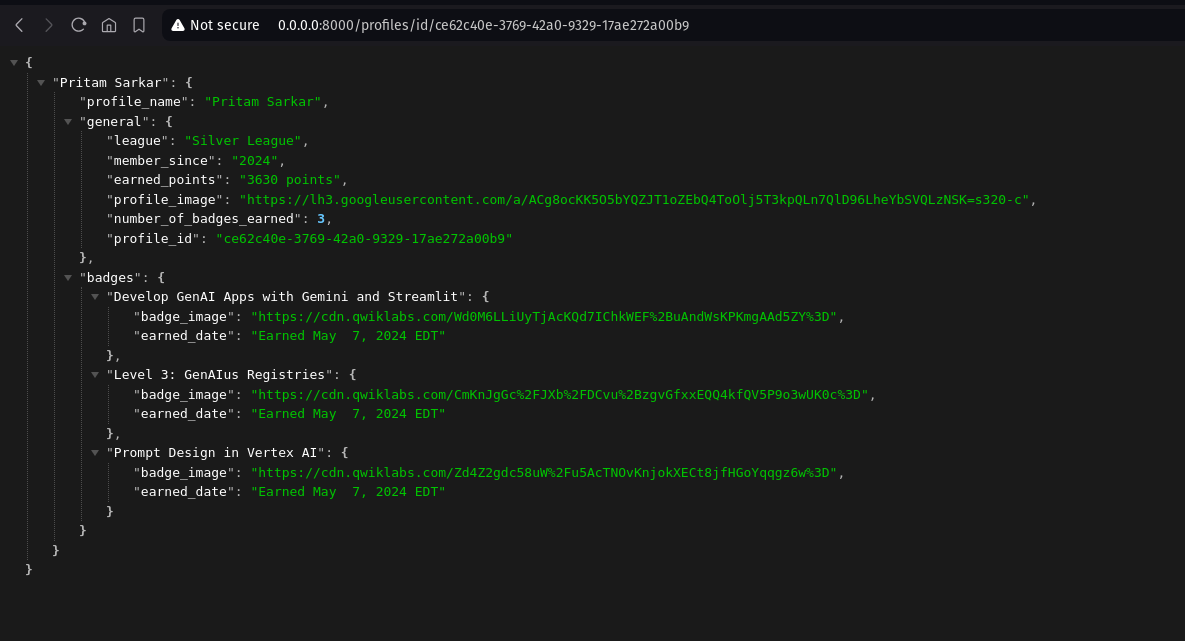 Not secure 0.0.0.0:8000/profiles/id/ce62c40e-3769-42a0-9329-17ae272a00b9
{
"Pritam Sarkar": {
"profile_name": "Pritam Sarkar",
"general": {
"league": "Silver League",
"member_since": "2024",
"earned_points": "3630 points",
"profile_image": "https://lh3.googleusercontent.com/a/ACg8ocKK5O5bYQZJT1oZEbQ4ToOlj5T3kpQLn7QlD96LheYbSVQLzNSK=s320-c",
"number_of_badges_earned": 3,
"profile_id": "ce62c40e-3769-42a0-9329-17ae272a00b9"
},
"badges": {
"Develop GenAI Apps with Gemini and Streamlit": {
"badge_image": "https://cdn.qwiklabs.com/Wd0M6LLiUyTjAcKQd7IChkWEF%2BuAndWsKPKmgAAd5ZY%3D",
"earned_date": "Earned May  7, 2024 EDT"
},
"Level 3: GenAIus Registries": {
"badge_image": "https://cdn.qwiklabs.com/CmKnJgGc%2FJXb%2FDCvu%2BzgvGfxxEQQ4kfQV5P9o3wUK0c%3D",
"earned_date": "Earned May  7, 2024 EDT"
},
"Prompt Design in Vertex AI": {
"badge_image": "https://cdn.qwiklabs.com/Zd4Z2gdc58uW%2Fu5AcTNOvKnjokXECt8jfHGoYqqgz6w%3D",
"earned_date": "Earned May  7, 2024 EDT"
}
}
}
}